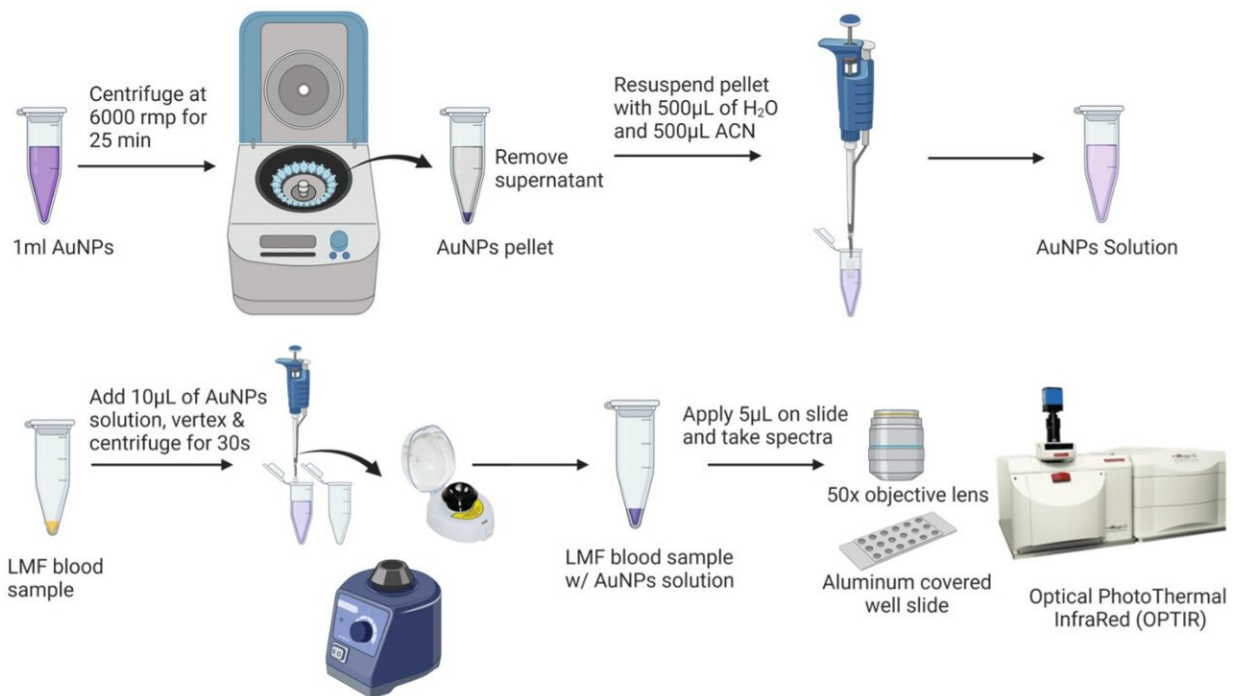 Centrifuge at
6000 rmp for
25 min
1ml AuNPs
Remove
supernatant
AuNPs pellet
Resuspend pellet
with 500µL of H₂O
and 500µL ACN
AuNPs Solution
Add 10µL of AuNPs
solution, vertex &
centrifuge for 30s
LMF blood
sample
LMF blood sample
w/ AuNPs solution
Apply 5µL on slide
and take spectra
50x objective lens
Aluminum covered
well slide
Optical PhotoThermal
InfraRed (OPTIR)